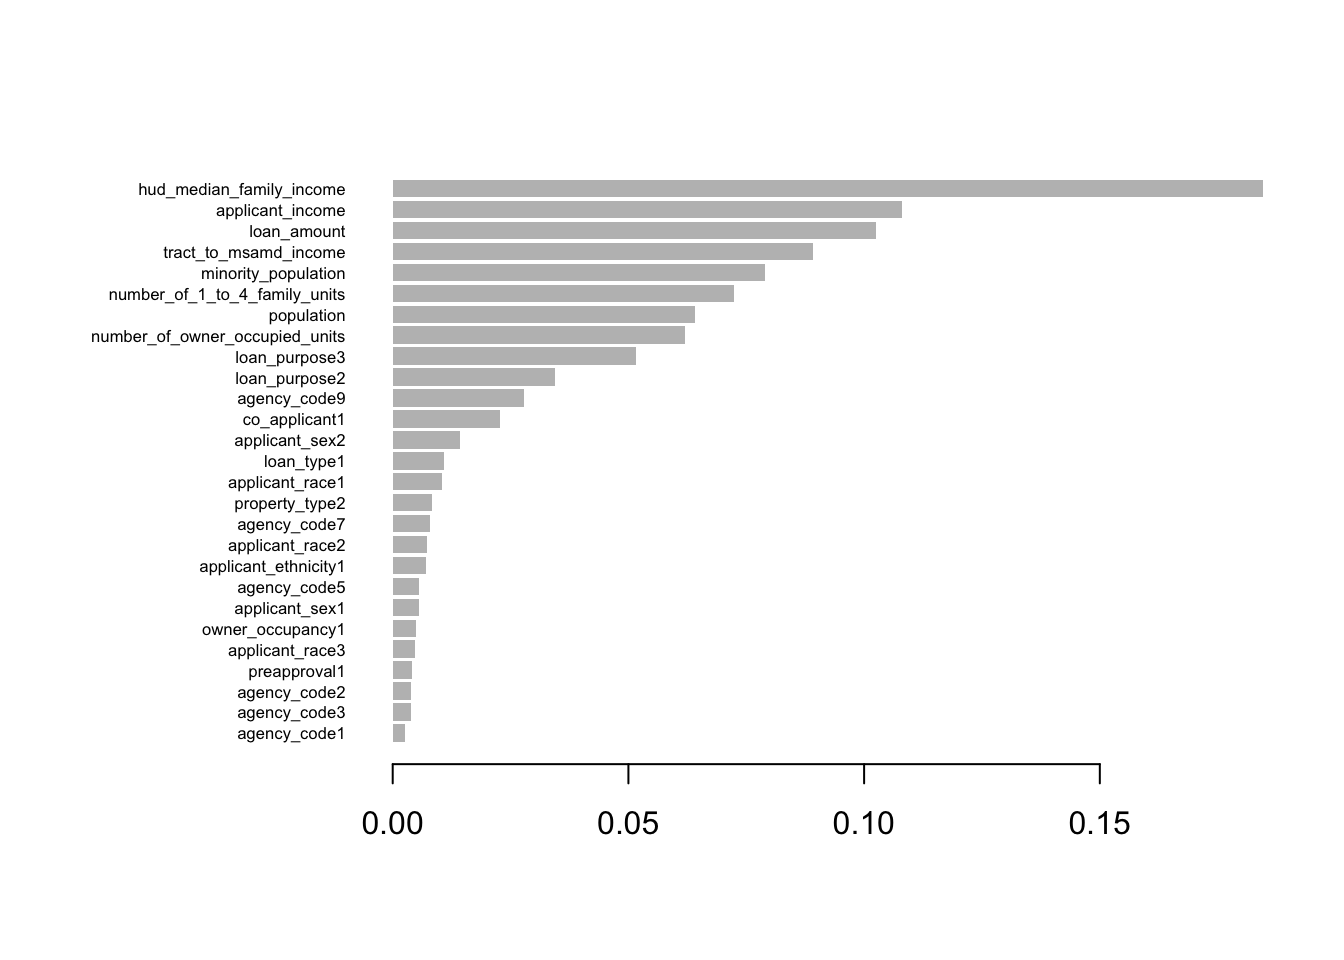 hud_median_family_income
applicant_income
loan_amount
tract_to_msamd_income
minority_population
number_of_1_to_4_family_units
population
number_of_owner_occupied_units
loan_purpose3
loan_purpose2
agency_code9
co_applicant1
applicant_sex2
loan_type1
applicant_race1
property_type2
agency_code7
applicant_race2
applicant_ethnicity1
agency_code5
applicant_sex1
owner_occupancy1
applicant_race3
preapproval1
agency_code2
agency_code3
agency_code1
0.00 0.05 0.10 0.15